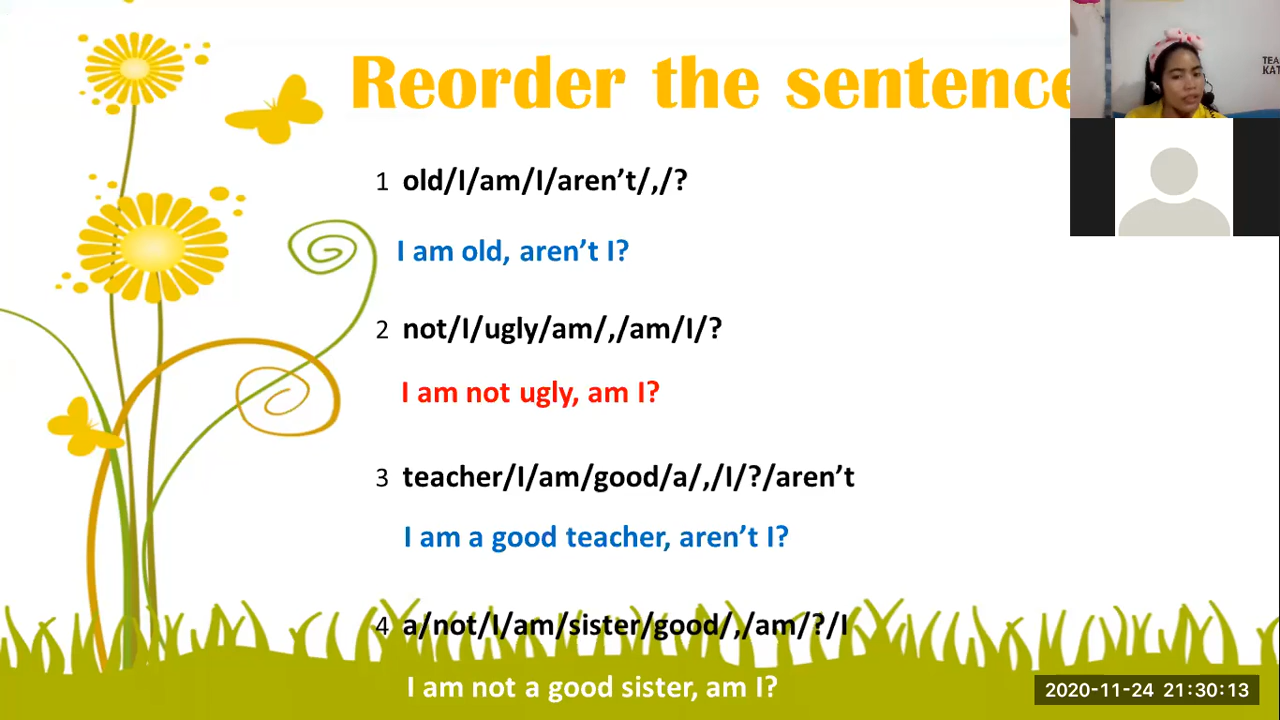 Reorder the sentence
1 old/I/am/I/aren’t/,/?
I am old, aren’t I?
2 not/I/ugly/am/,/am/I/?
I am not ugly, am I?
3 teacher/I/am/good/a/,/I/?/aren’t
I am a good teacher, aren’t I?
4 a/not/I/am/sister/good/,/am/?/I
I am not a good sister, am I?
2020-11-24 21:30:13